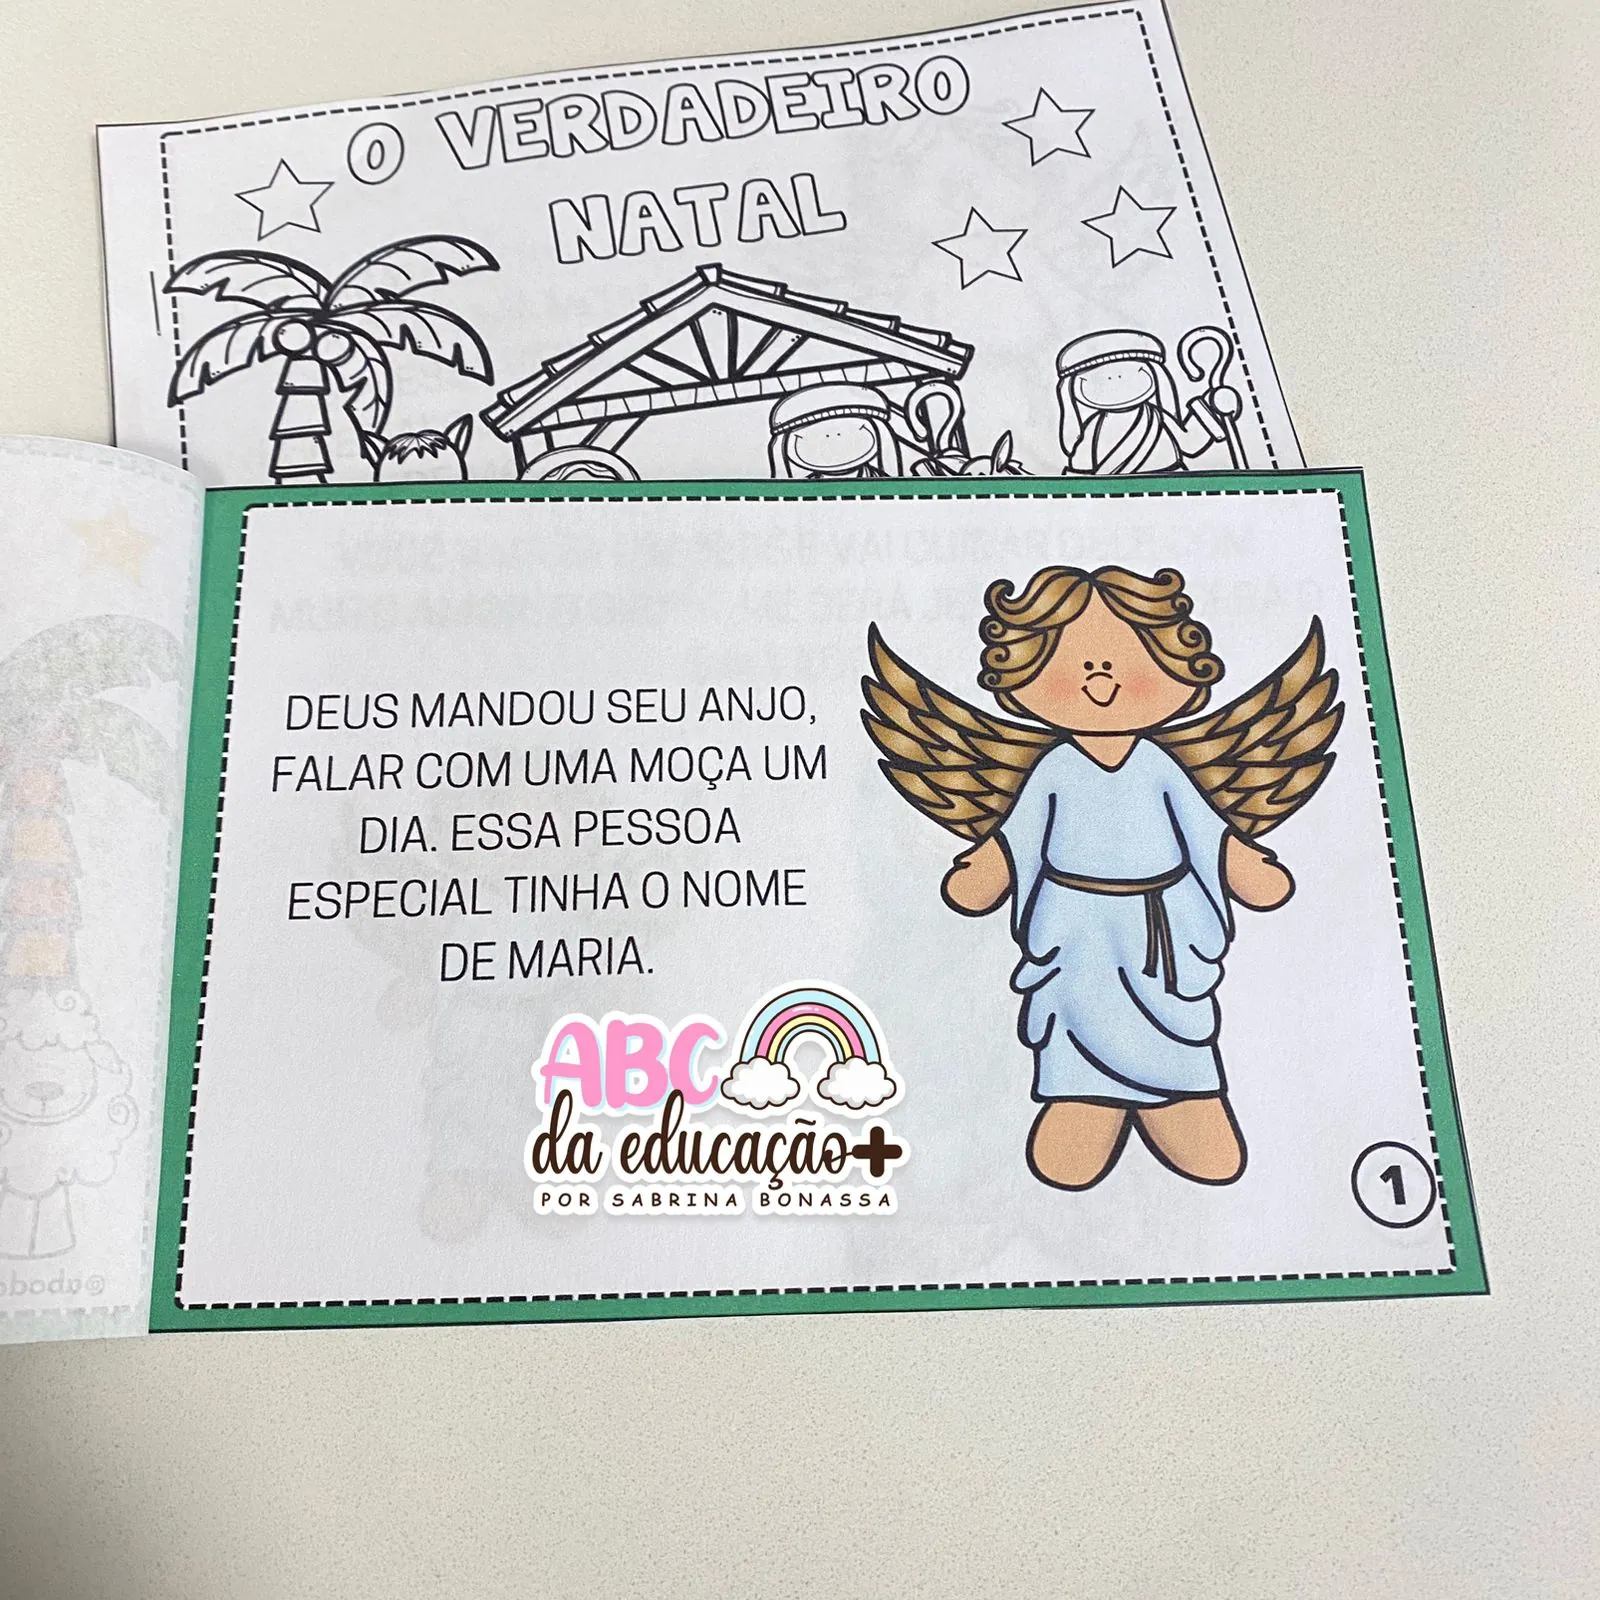 O VERDADEIRO
NATAL
DEUS MANDOU SEU ANJO,
FALAR COM UMA MOÇA UM
DIA. ESSA PESSOA
ESPECIAL TINHA O NOME
DE MARIA.
ABC
da educação+
POR SABRINA BONASSA
1